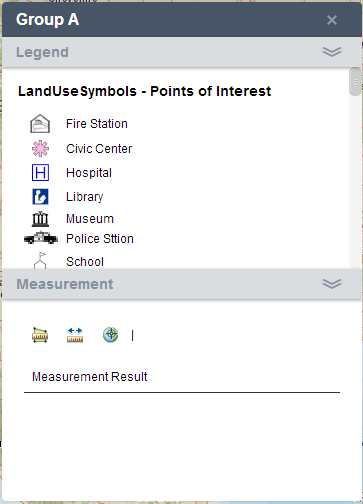 Group A
Legend
LandUseSymbols - Points of Interest
Fire Station
Civic Center
H Hospital
Library
Museum
Police Sttion
School
Measurement
Measurement Result